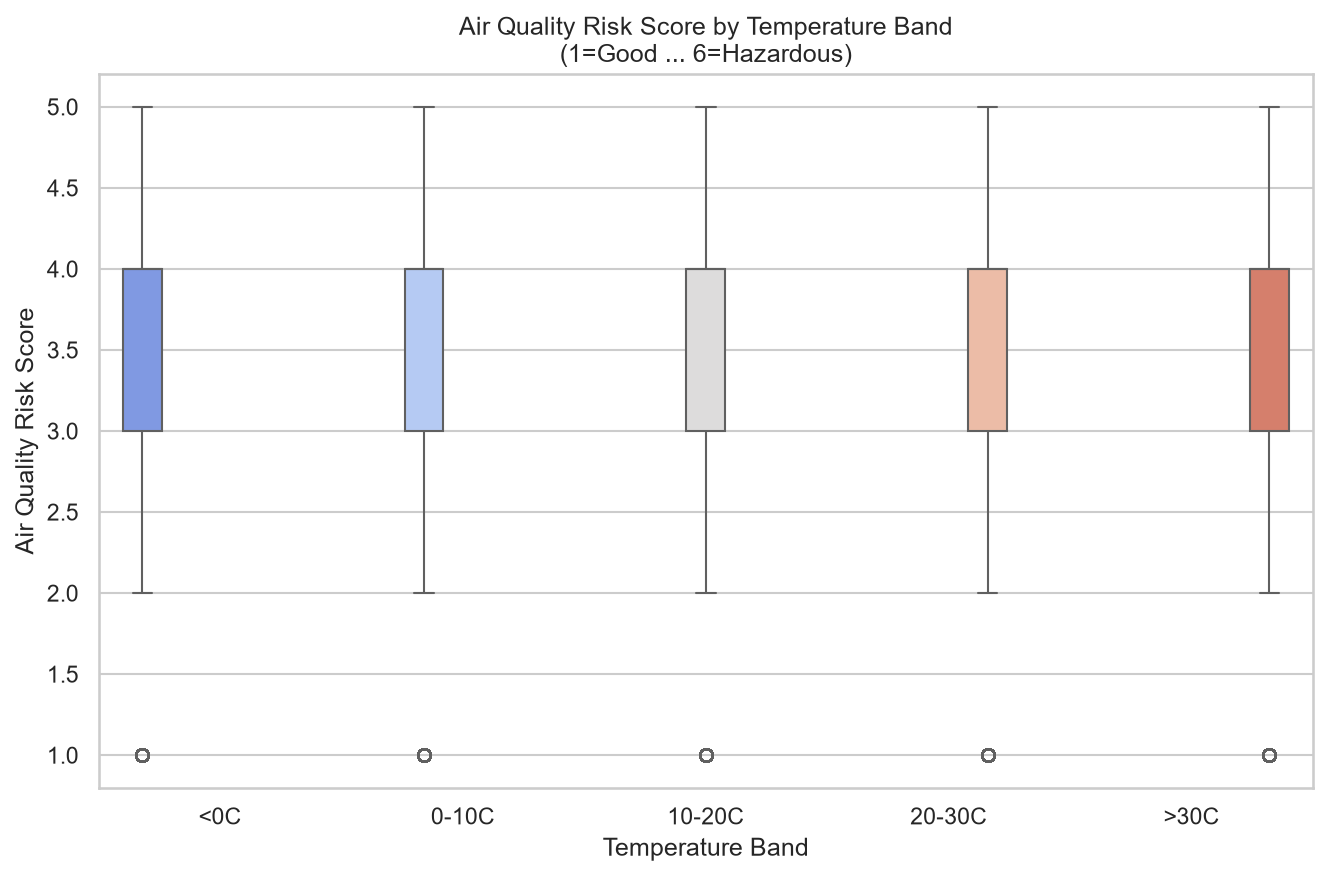 Air Quality Risk Score by Temperature Band
(1=Good ... 6=Hazardous)
Air Quality Risk Score
5.0
4.5
4.0
3.5
3.0
2.5
2.0
1.5
1.0
<0C
0-10C
10-20C
20-30C
>30C
Temperature Band